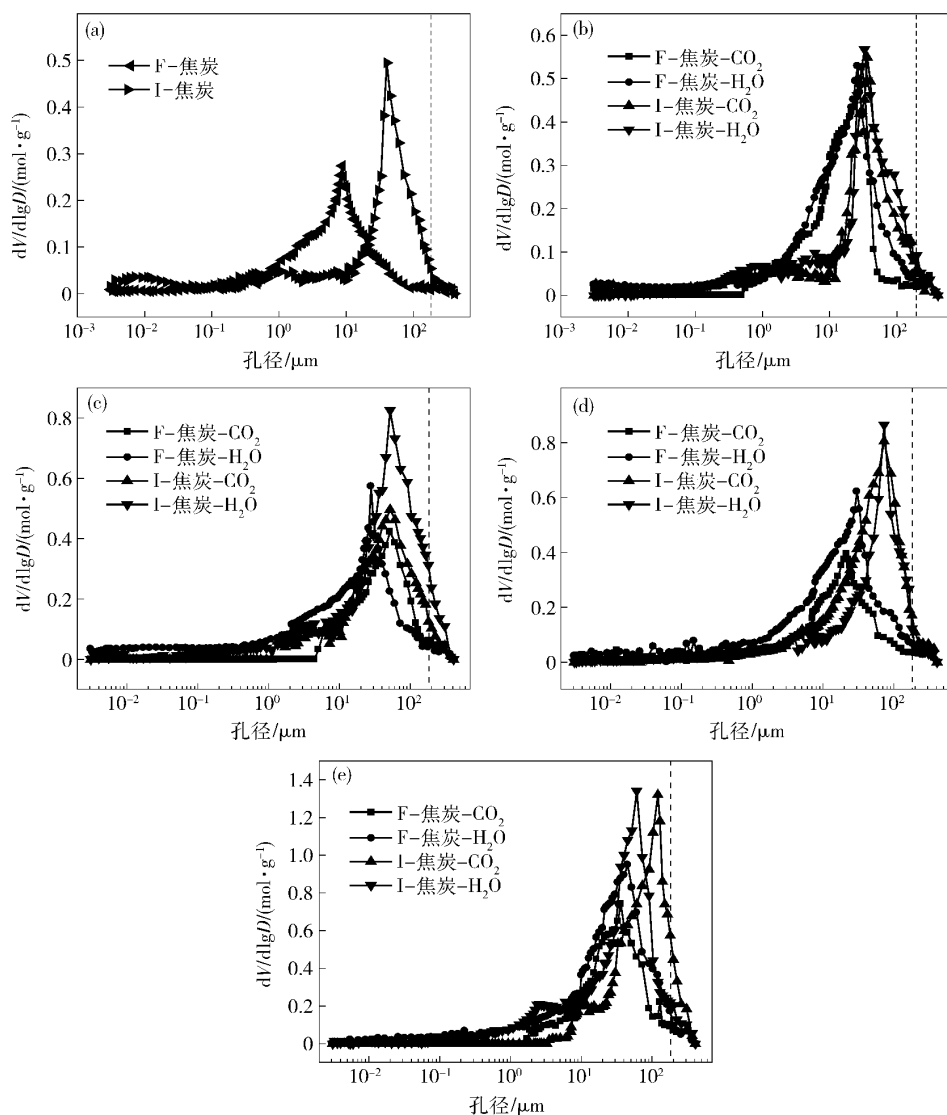 (a)
F-焦炭
I-焦炭
dV/dlgD/(mol·g⁻¹)
0.5
0.4
0.3
0.2
0.1
0
10⁻³ 10⁻² 10⁻¹ 10⁰ 10¹ 10²
孔径/μm
(b)
F-焦炭-CO₂
F-焦炭-H₂O
I-焦炭-CO₂
I-焦炭-H₂O
dV/dlgD/(mol·g⁻¹)
0.6
0.5
0.4
0.3
0.2
0.1
0
10⁻³ 10⁻² 10⁻¹ 10⁰ 10¹ 10²
孔径/μm
(c)
F-焦炭-CO₂
F-焦炭-H₂O
I-焦炭-CO₂
I-焦炭-H₂O
dV/dlgD/(mol·g⁻¹)
0.8
0.6
0.4
0.2
0
10⁻² 10⁻¹ 10⁰ 10¹ 10²
孔径/μm
(d)
F-焦炭-CO₂
F-焦炭-H₂O
I-焦炭-CO₂
I-焦炭-H₂O
dV/dlgD/(mol·g⁻¹)
0.8
0.6
0.4
0.2
0
10⁻² 10⁻¹ 10⁰ 10¹ 10²
孔径/μm
(e)
F-焦炭-CO₂
F-焦炭-H₂O
I-焦炭-CO₂
I-焦炭-H₂O
dV/dlgD/(mol·g⁻¹)
1.4
1.2
1.0
0.8
0.6
0.4
0.2
0
10⁻² 10⁻¹ 10⁰ 10¹ 10²
孔径/μm